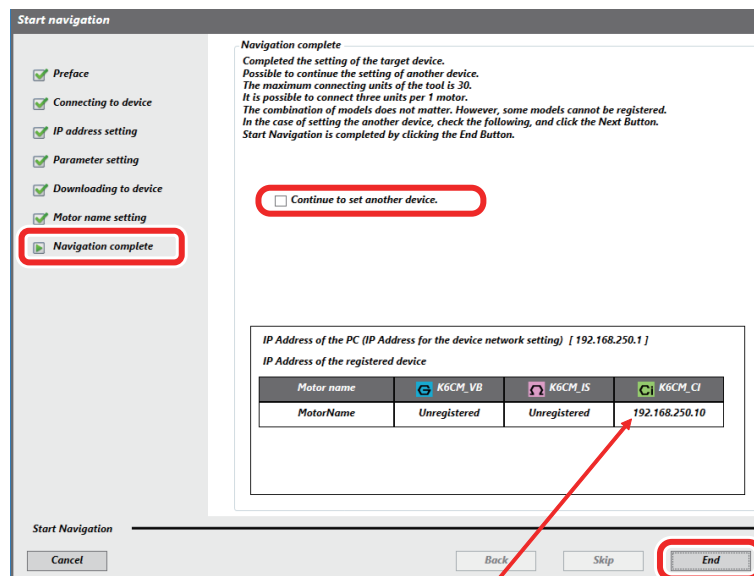 Start navigation
Preface
Connecting to device
IP address setting
Parameter setting
Downloading to device
Motor name setting
Navigation complete
Navigation complete
Completed the setting of the target device.
Possible to continue the setting of another device.
The maximum connecting units of the tool is 30.
It is possible to connect three units per 1 motor.
The combination of models does not matter. However, some models cannot be registered.
In the case of setting the another device, check the following, and click the Next Button.
Start Navigation is completed by clicking the End Button.
Continue to set another device.
IP Address of the PC (IP Address for the device network setting) [ 192.168.250.1 ]
IP Address of the registered device
Motor name G K6CM_VB Ω K6CM_IS Ci K6CM_CI
MotorName Unregistered Unregistered 192.168.250.10
Start Navigation
Cancel Back Skip End